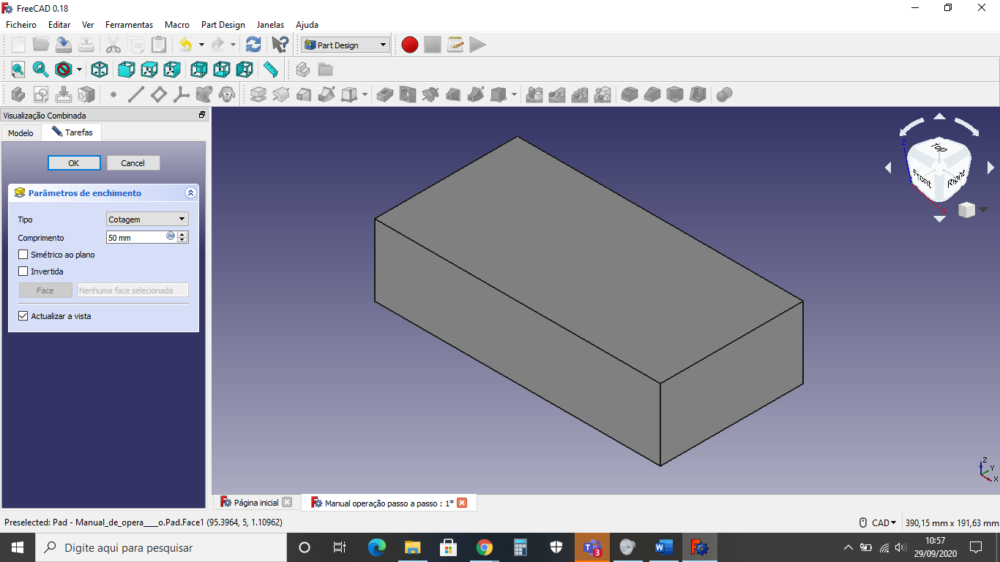 FreeCAD 0.18
Ficheiro Editar Ver Ferramentas Macro Part Design Janelas Ajuda
Part Design
Visualização Combinada
Modelo Tarefas
OK Cancel
Parâmetros de enchimento
Tipo Cotagem
Comprimento 50 mm
Simétrico ao plano
Invertida
Face Nenhuma face selecionada
Actualizar a vista
Top
Front Right
Z
X
Z
Y
X
Página inicial Manual operação passo a passo : 1*
Preselected: Pad - Manual_de_opera____o.Pad.Face1 (95.3964, 5, 1.10962) CAD 390,15 mm x 191,63 mm
Digite aqui para pesquisar
3
10:57
29/09/2020